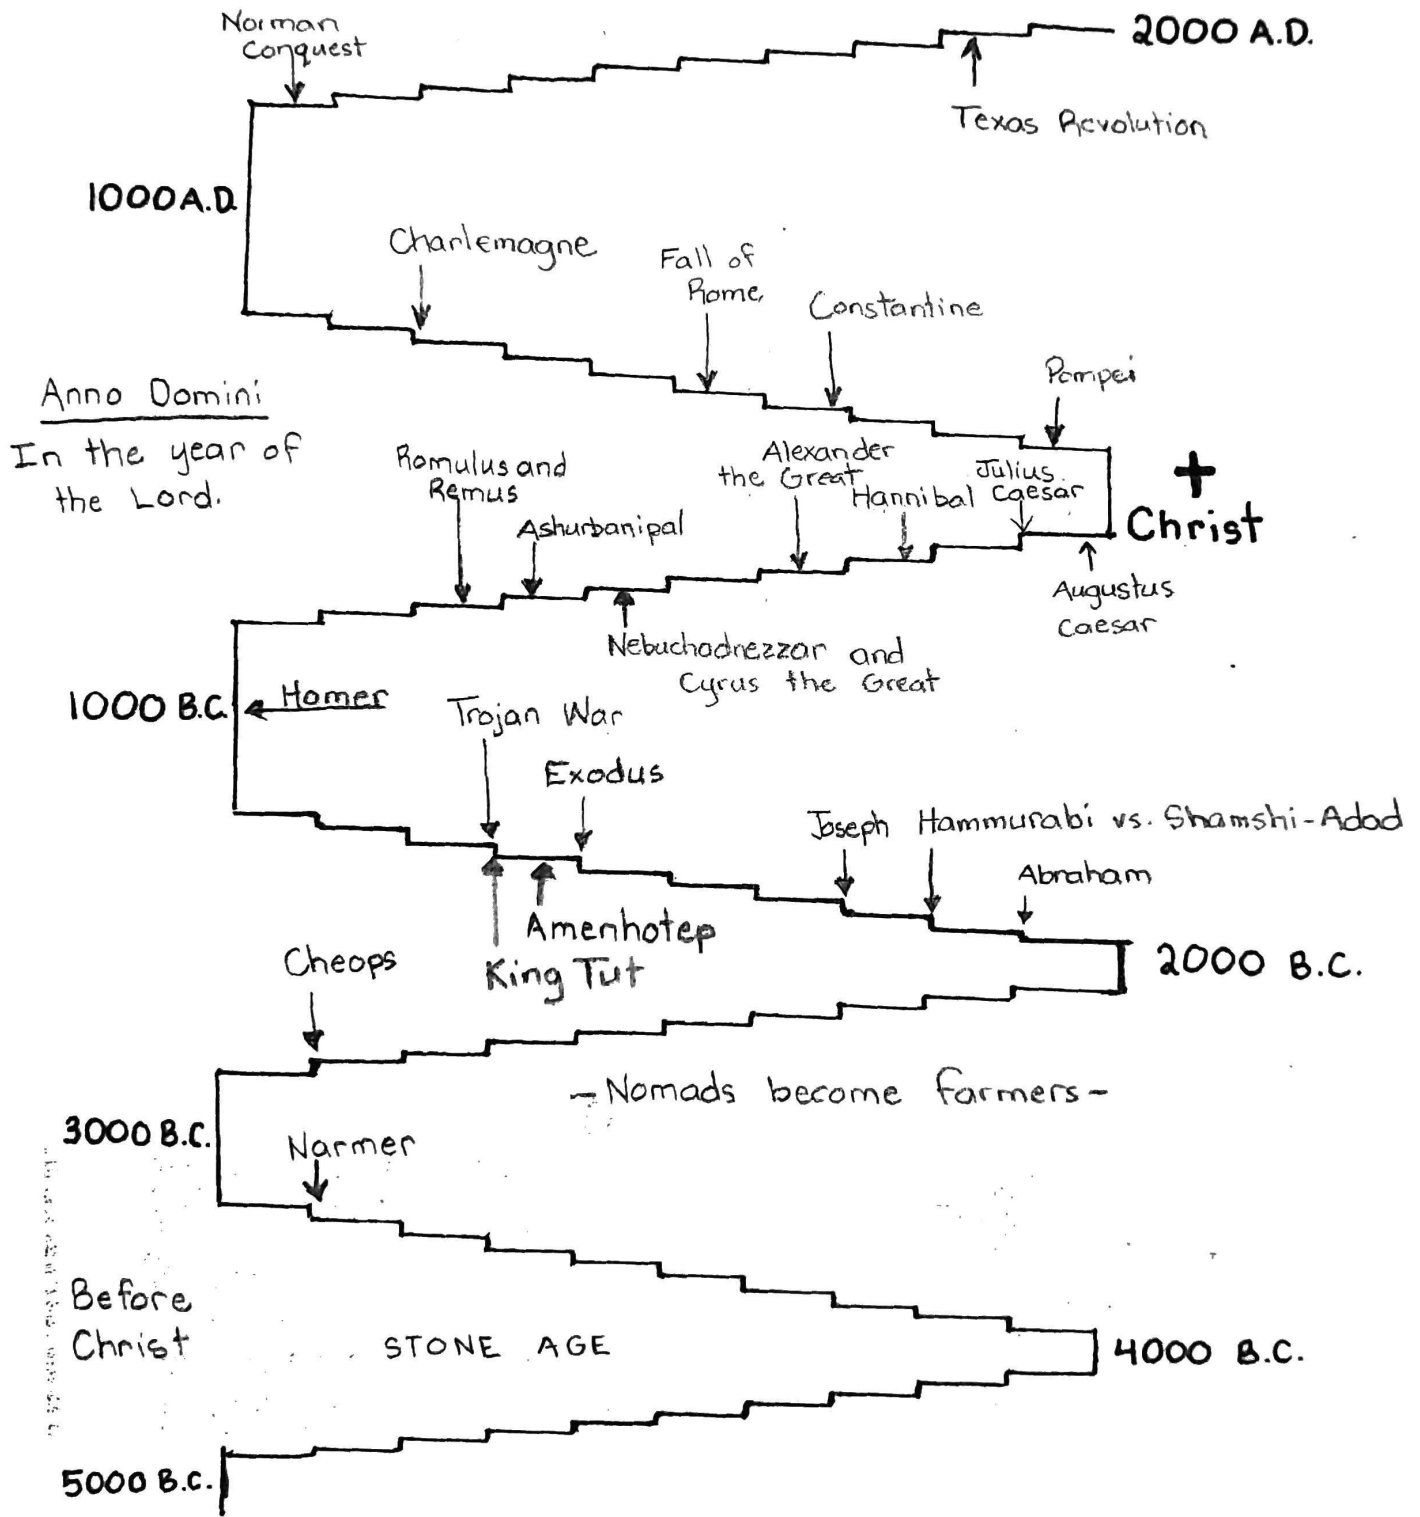 Norman
Conquest
2000 A.D.
Texas Revolution
1000 A.D.
Charlemagne
Fall of
Rome
Constantine
Pompei
Anno Domini
In the year of
the Lord.
Romulus and
Remus
Ashurbanipal
Alexander
the Great
Hannibal
Julius
Caesar
Christ
Augustus
Caesar
Nebuchadrezzar and
Cyrus the Great
1000 B.C.
Homer
Trojan War
Exodus
Joseph
Hammurabi vs. Shamshi-Adad
Abraham
Amenhotep
King Tut
2000 B.C.
Cheops
- Nomads become farmers -
3000 B.C.
Narmer
Before
Christ
STONE AGE
4000 B.C.
5000 B.C.